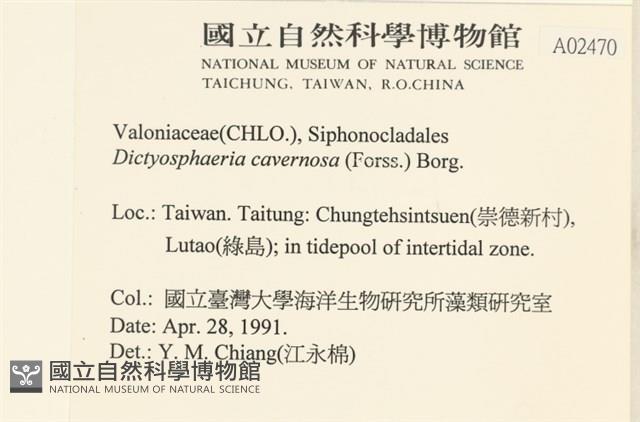 國立自然科學博物館
NATIONAL MUSEUM OF NATURAL SCIENCE
TAICHUNG, TAIWAN, R.O.CHINA
A02470
Valoniaceae(CHLO.), Siphonocladales
Dictyosphaeria cavernosa (Forss.) Borg.
Loc.: Taiwan. Taitung: Chungtehsintsuen(崇德新村),
Lutao(綠島); in tidepool of intertidal zone.
Col.: 國立臺灣大學海洋生物研究所藻類研究室
Date: Apr. 28, 1991.
Det.: Y. M. Chiang(江永棉)
國立自然科學博物館
NATIONAL MUSEUM OF NATURAL SCIENCE